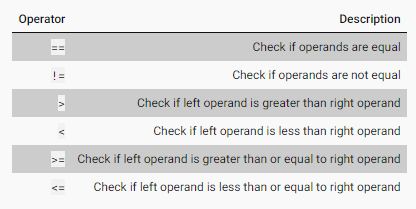 Operator Description
== Check if operands are equal
!= Check if operands are not equal
> Check if left operand is greater than right operand
< Check if left operand is less than right operand
>= Check if left operand is greater than or equal to right operand
<= Check if left operand is less than or equal to right operand